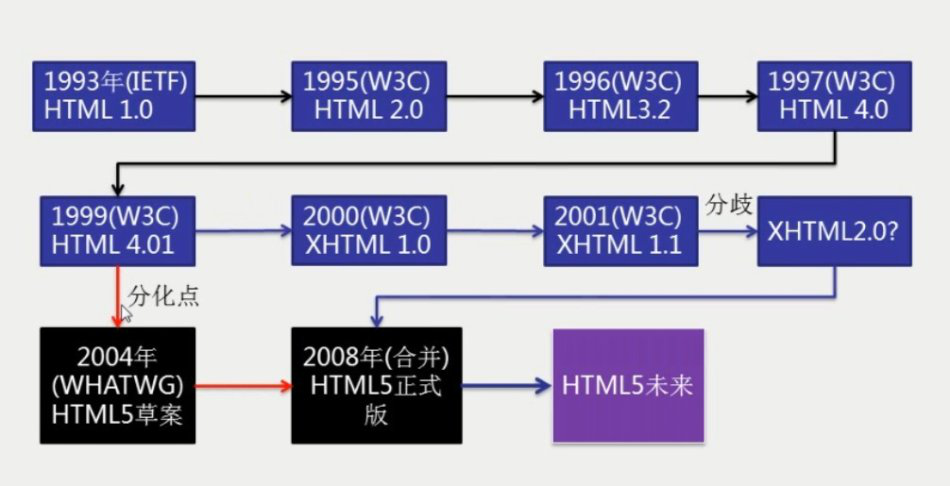 1993年(IETF)
HTML 1.0
1995(W3C)
HTML 2.0
1996(W3C)
HTML3.2
1997(W3C)
HTML 4.0
1999(W3C)
HTML 4.01
2000(W3C)
XHTML 1.0
2001(W3C)
XHTML 1.1
分歧
XHTML2.0?
分化点
2004年
(WHATWG)
HTML5草案
2008年(合并)
HTML5正式
版
HTML5未来